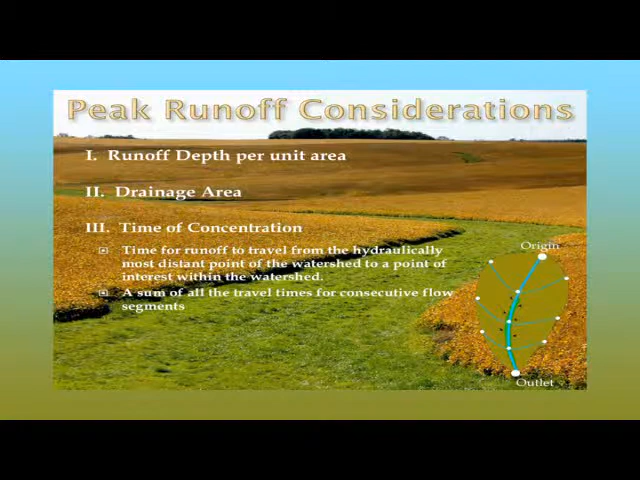 Peak Runoff Considerations
I. Runoff Depth per unit area
II. Drainage Area
III. Time of Concentration
Time for runoff to travel from the hydraulically
most distant point of the watershed to a point of
interest within the watershed.
A sum of all the travel times for consecutive flow
segments
Origin
Outlet